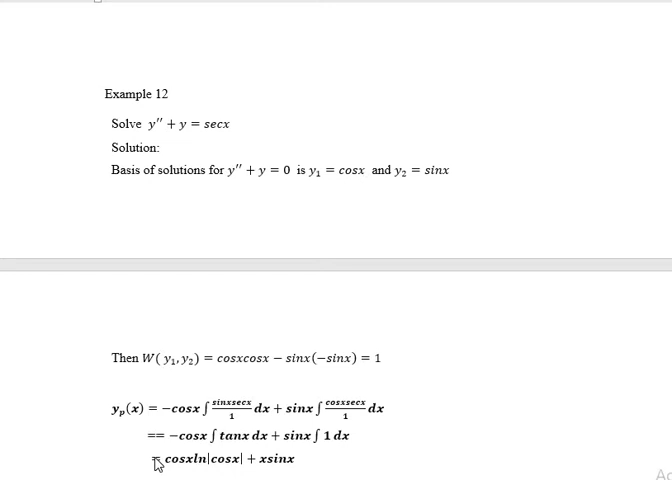 Example 12
Solve y′′ + y = secx
Solution:
Basis of solutions for y′′ + y = 0 is y₁ = cosx and y₂ = sinx
Then W( y₁, y₂) = cosxcosx − sinx(−sinx) = 1
yₚ(x) = −cosx ∫ sinxsecx/1 dx + sinx ∫ cosxsecx/1 dx
== −cosx ∫ tanx dx + sinx ∫ 1 dx
= cosxln|cosx| + xsinx